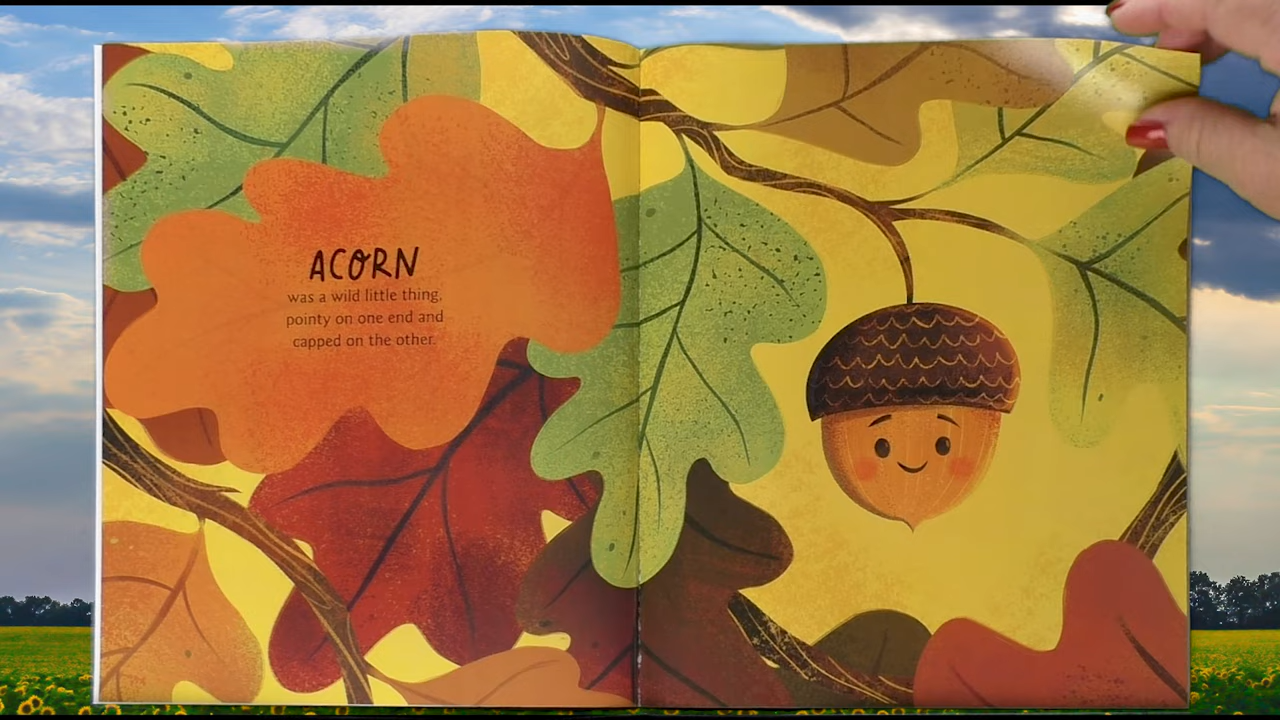 ACORN
was a wild little thing,
pointy on one end and
capped on the other.